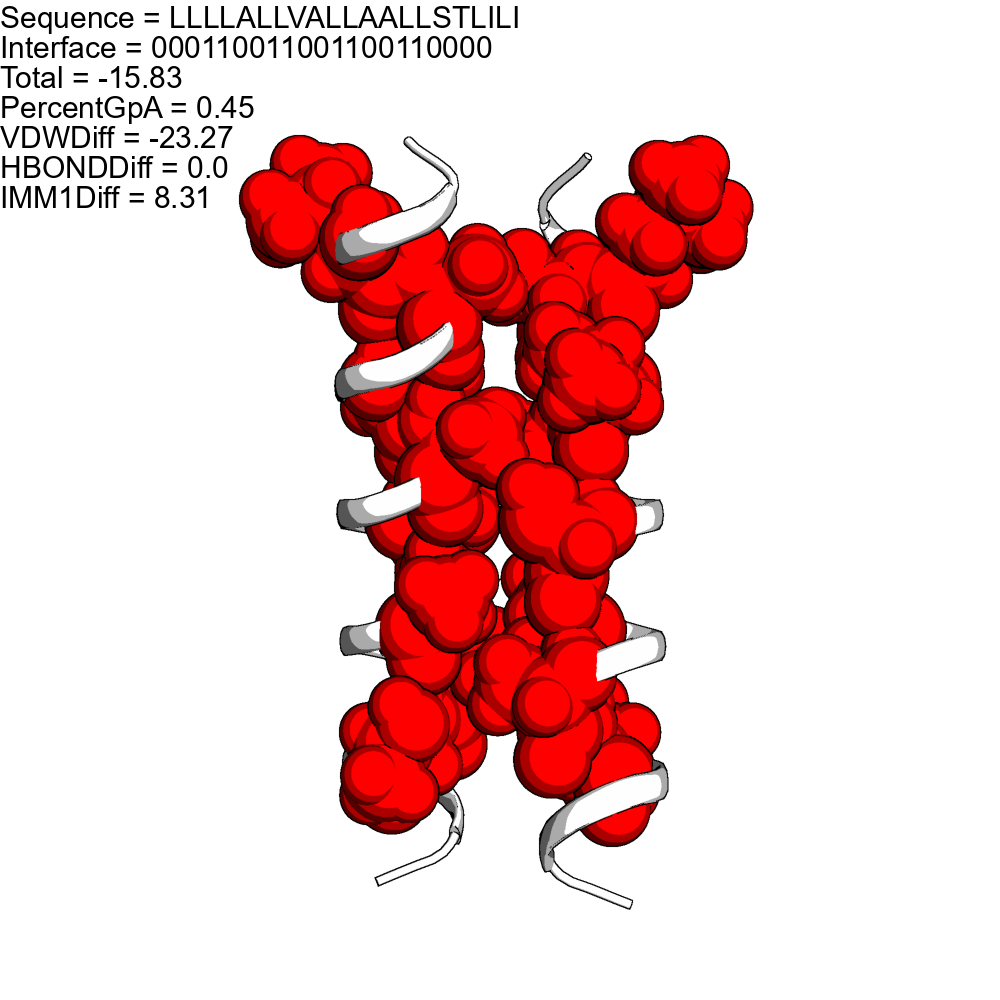 Sequence = LLLLALLVALLAALLSTLILI
Interface = 000110011001100110000
Total = -15.83
PercentGpA = 0.45
VDWDiff = -23.27
HBONDDiff = 0.0
IMM1Diff = 8.31